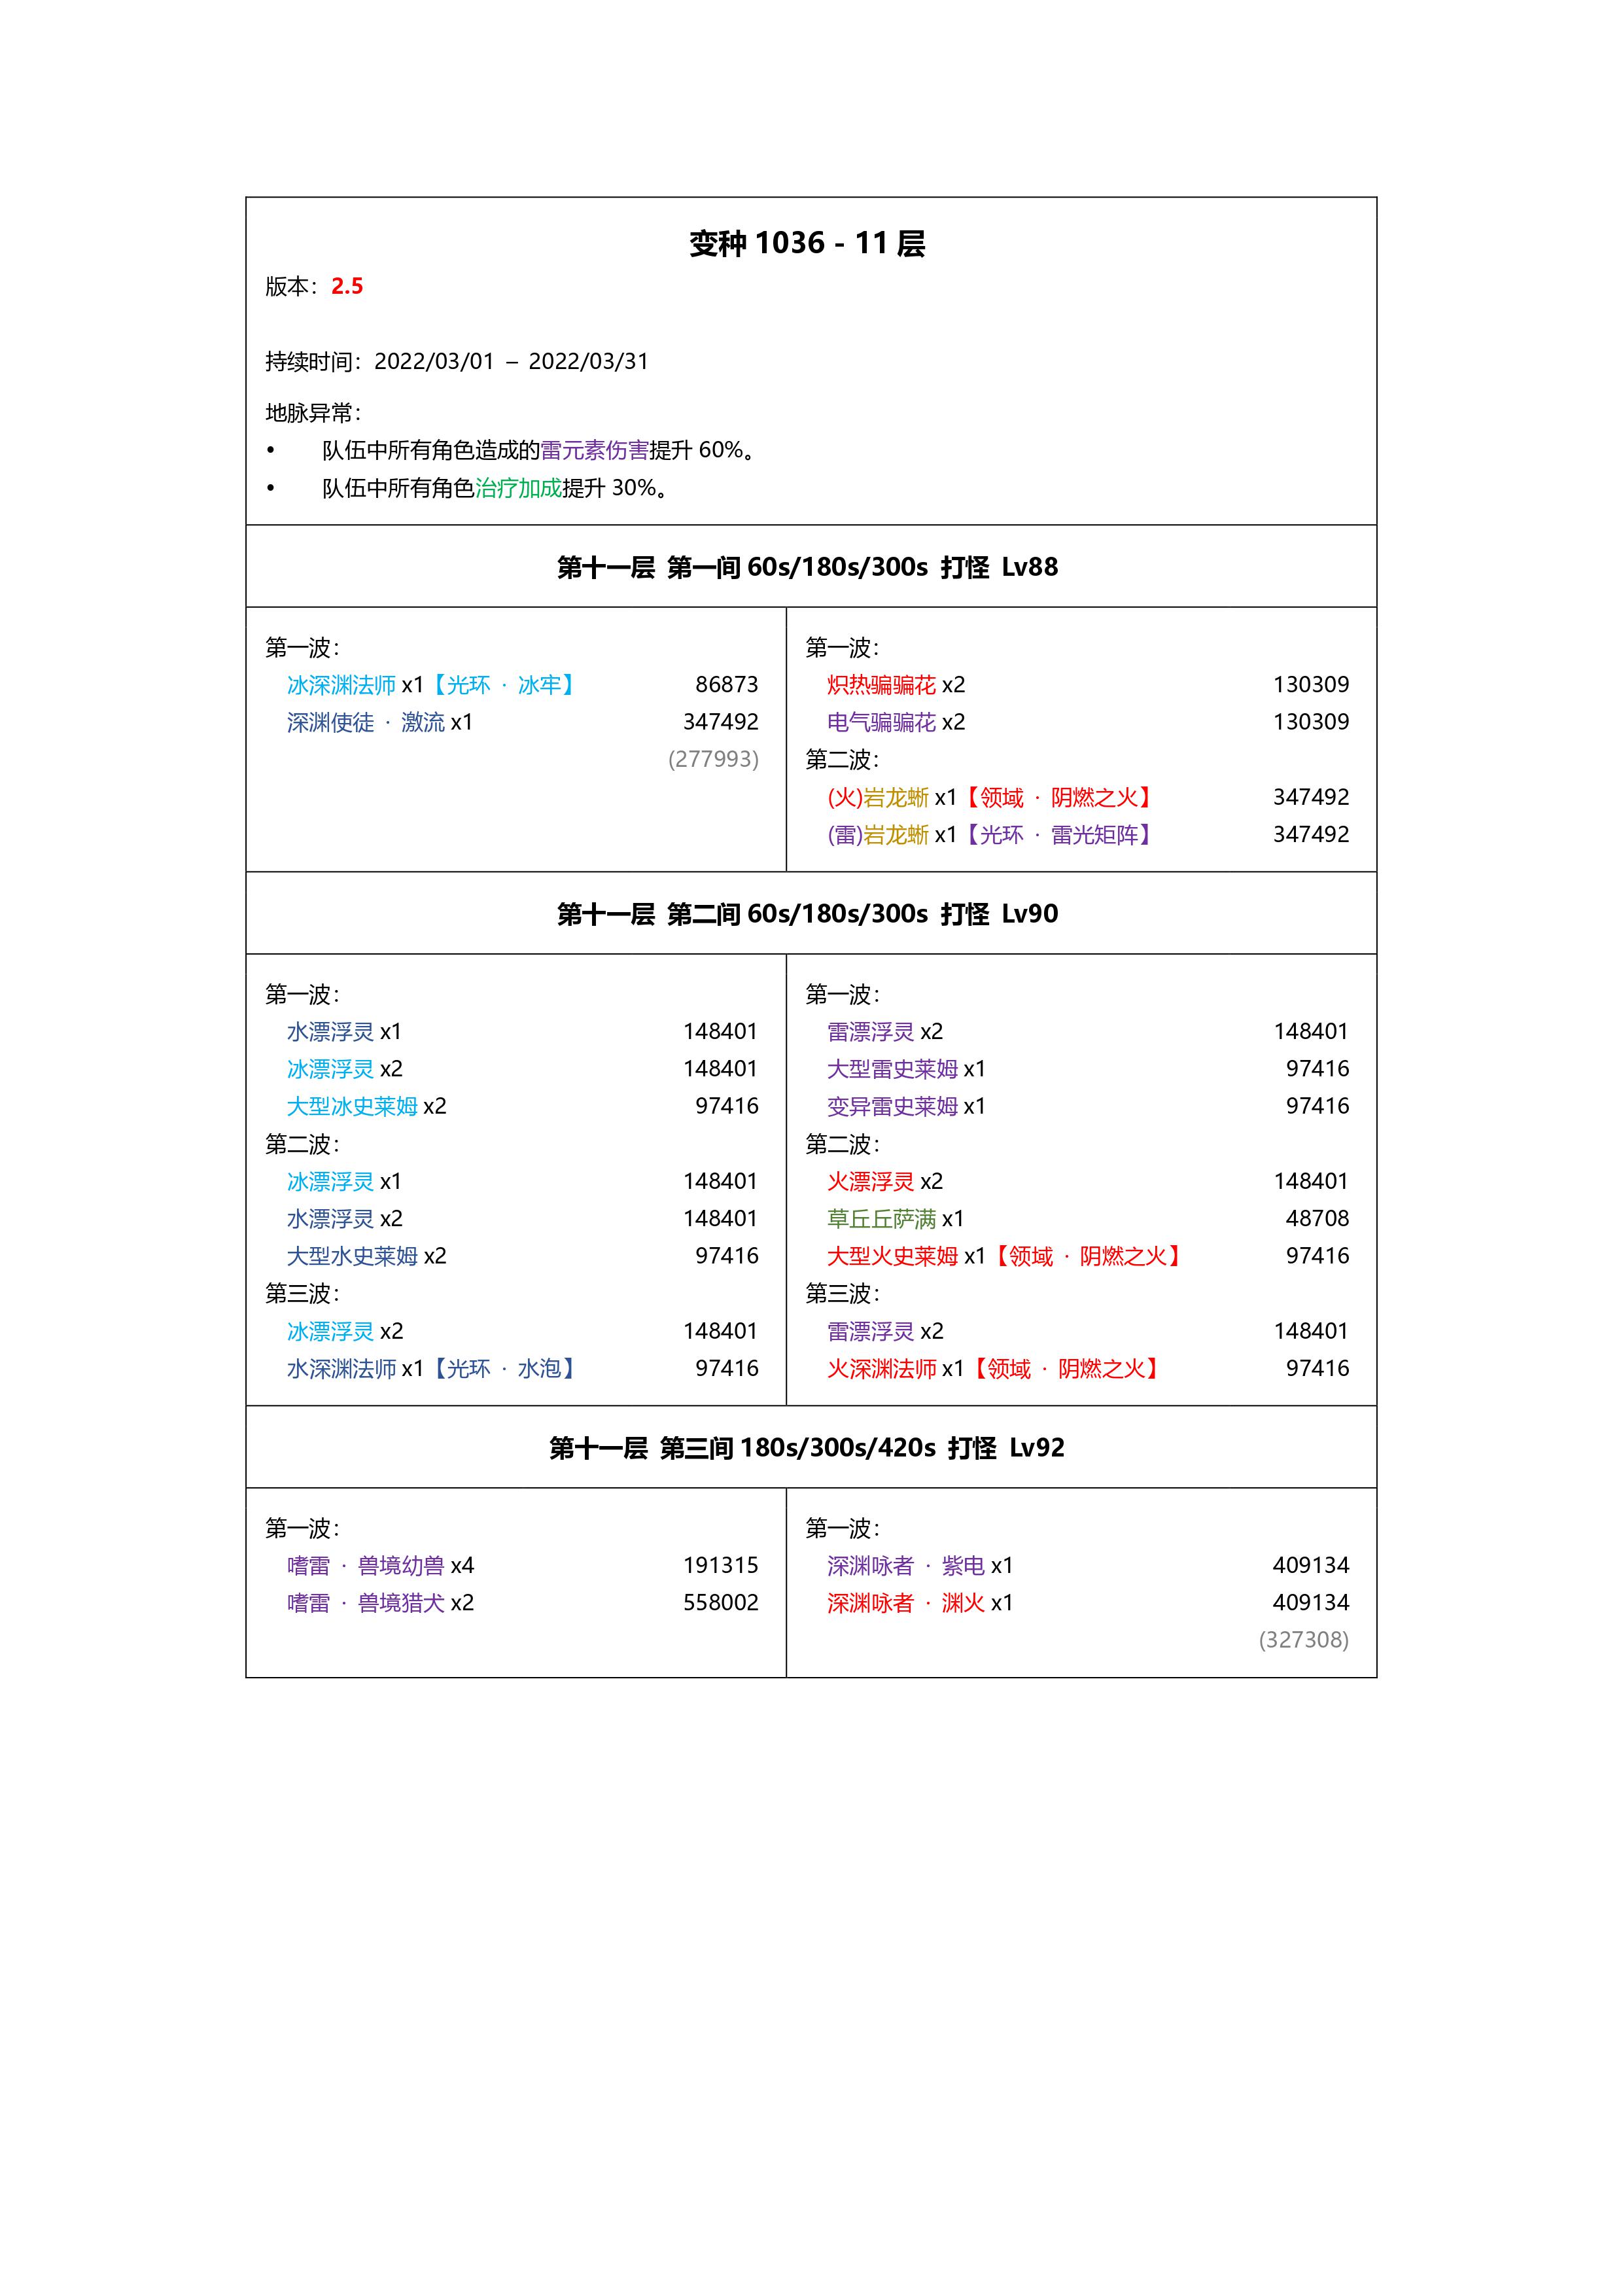 变种 1036 - 11 层
版本：2.5
持续时间：2022/03/01 – 2022/03/31
地脉异常：
• 队伍中所有角色造成的雷元素伤害提升 60%。
• 队伍中所有角色治疗加成提升 30%。
第十一层 第一间 60s/180s/300s 打怪 Lv88
第一波：
冰深渊法师 x1【光环 · 冰牢】 86873
深渊使徒 · 激流 x1 347492
(277993)
第一波：
炽热骗骗花 x2 130309
电气骗骗花 x2 130309
第二波：
(火)岩龙蜥 x1【领域 · 阴燃之火】 347492
(雷)岩龙蜥 x1【光环 · 雷光矩阵】 347492
第十一层 第二间 60s/180s/300s 打怪 Lv90
第一波：
水漂浮灵 x1 148401
冰漂浮灵 x2 148401
大型冰史莱姆 x2 97416
第二波：
冰漂浮灵 x1 148401
水漂浮灵 x2 148401
大型水史莱姆 x2 97416
第三波：
冰漂浮灵 x2 148401
水深渊法师 x1【光环 · 水泡】 97416
第一波：
雷漂浮灵 x2 148401
大型雷史莱姆 x1 97416
变异雷史莱姆 x1 97416
第二波：
火漂浮灵 x2 148401
草丘丘萨满 x1 48708
大型火史莱姆 x1【领域 · 阴燃之火】 97416
第三波：
雷漂浮灵 x2 148401
火深渊法师 x1【领域 · 阴燃之火】 97416
第十一层 第三间 180s/300s/420s 打怪 Lv92
第一波：
嗜雷 · 兽境幼兽 x4 191315
嗜雷 · 兽境猎犬 x2 558002
第一波：
深渊咏者 · 紫电 x1 409134
深渊咏者 · 渊火 x1 409134
(327308)